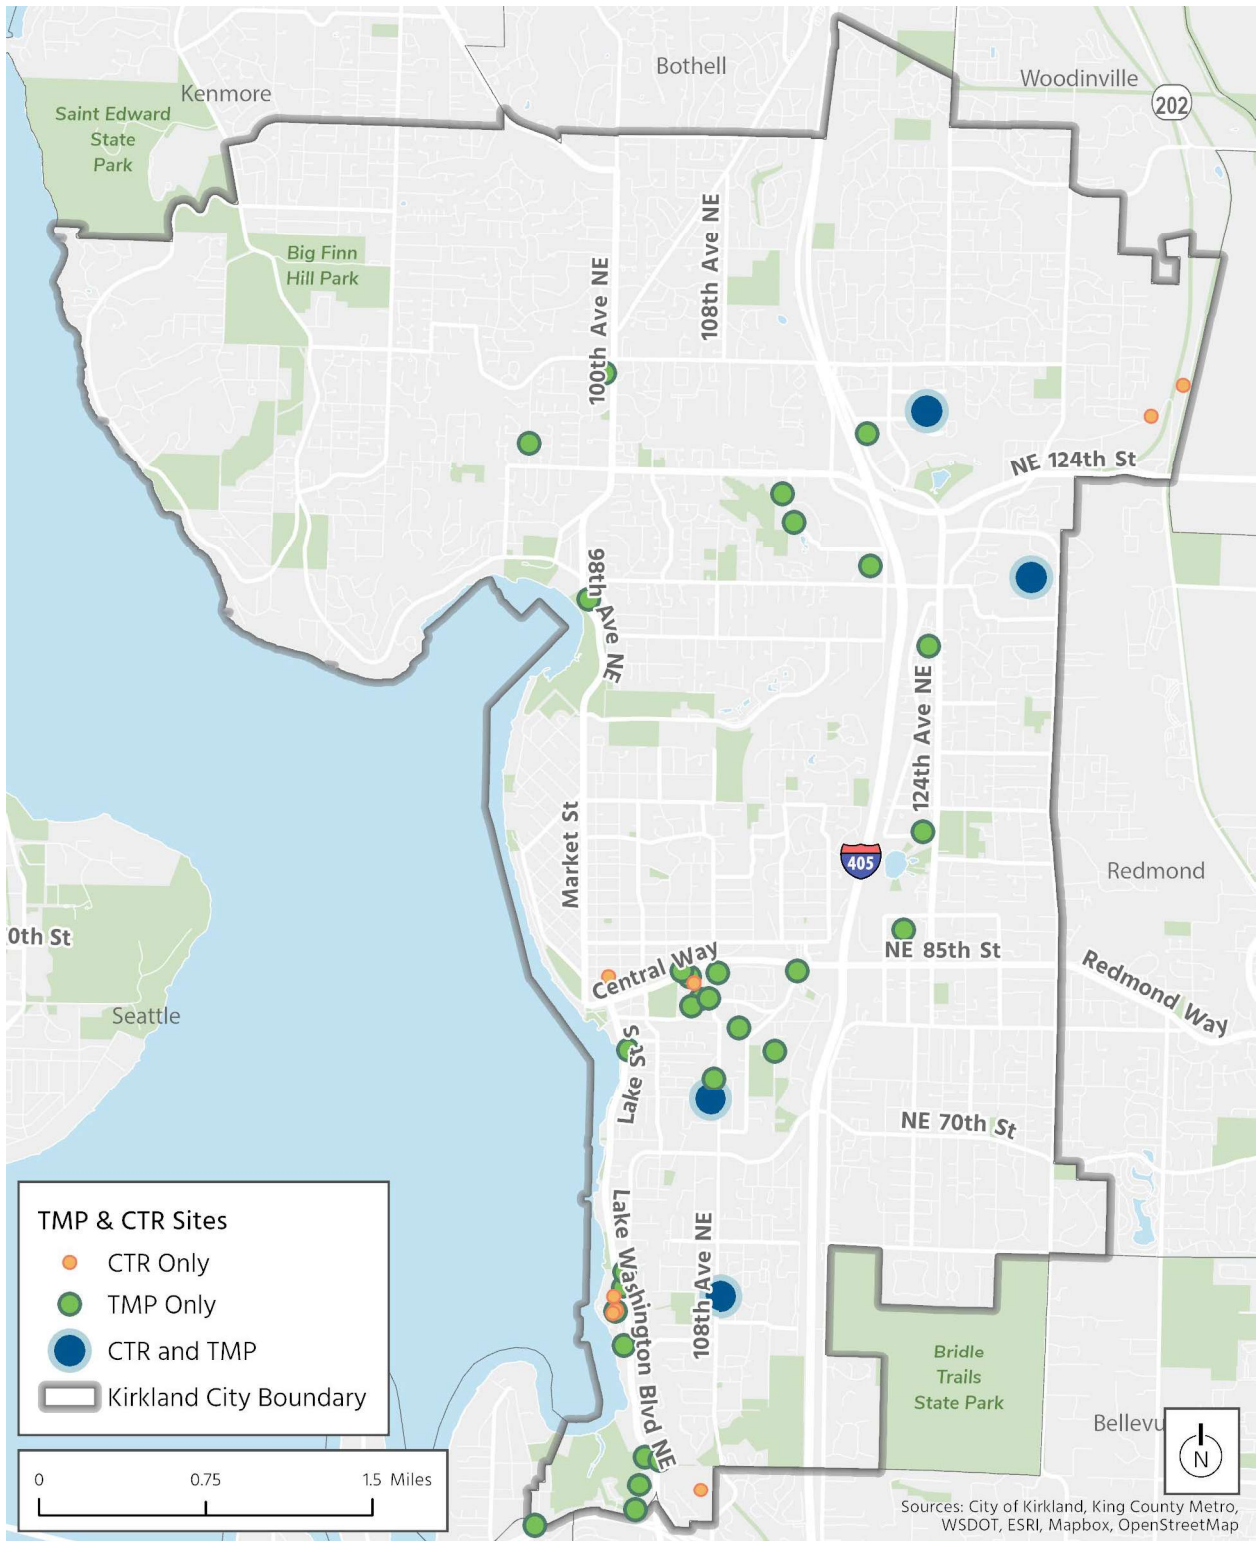 Bothell
Woodinville
Kenmore
202
Saint Edward
State
Park
Big Finn
Hill Park
100th Ave NE
108th Ave NE
NE 124th St
98th Ave NE
124th Ave NE
Market St
405
Redmond
0th St
NE 85th St
Central Way
Redmond Way
Seattle
Lake St S
NE 70th St
Lake Washington Blvd NE
108th Ave NE
TMP & CTR Sites
CTR Only
TMP Only
CTR and TMP
Kirkland City Boundary
Bridle
Trails
State Park
Bellevu
N
0 0.75 1.5 Miles
Sources: City of Kirkland, King County Metro,
WSDOT, ESRI, Mapbox, OpenStreetMap